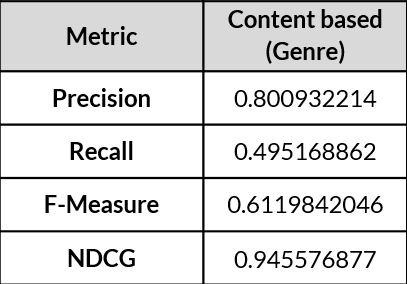 Metric
Content based
(Genre)
Precision 0.800932214
Recall 0.495168862
F-Measure 0.6119842046
NDCG 0.945576877